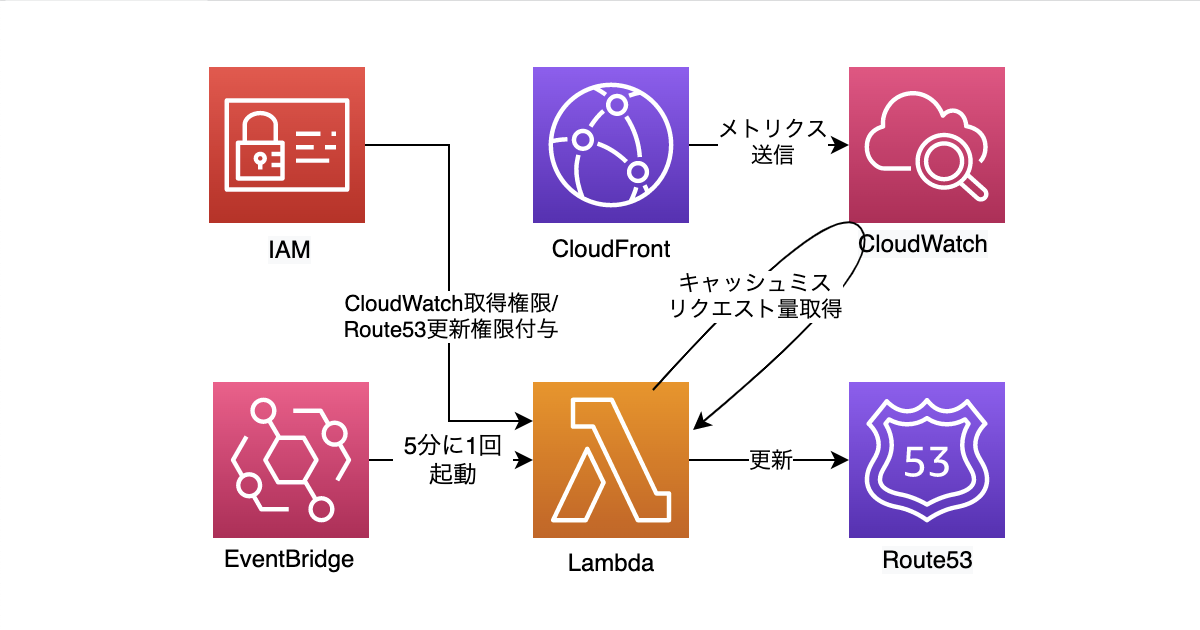 メトリクス
送信
IAM
CloudFront
CloudWatch
キャッシュミス
リクエスト量取得
CloudWatch取得権限/
Route53更新権限付与
5分に1回
起動
更新
53
EventBridge
Lambda
Route53